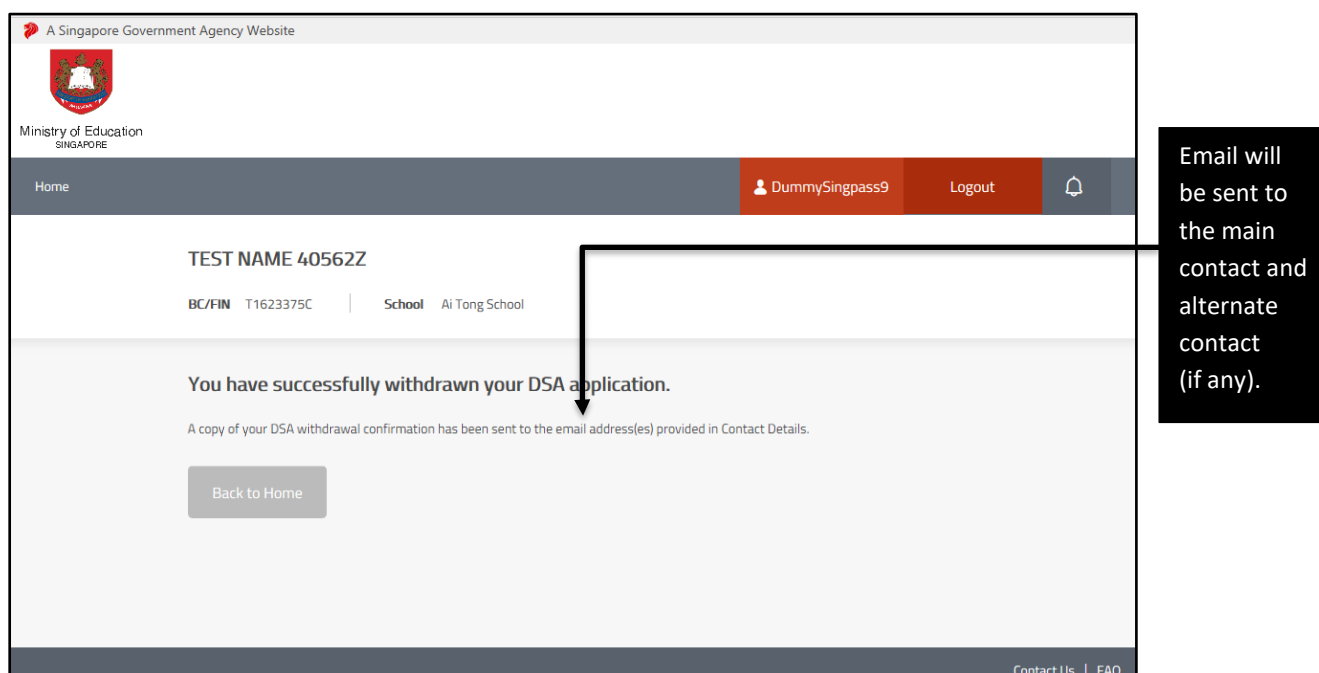 A Singapore Government Agency Website
Ministry of Education
SINGAPORE
Home
DummySingpass9
Logout
TEST NAME 40562Z
BC/FIN T1623375C School Ai Tong School
You have successfully withdrawn your DSA application.
A copy of your DSA withdrawal confirmation has been sent to the email address(es) provided in Contact Details.
Back to Home
Contact Us | FAQ
Email will
be sent to
the main
contact and
alternate
contact
(if any).